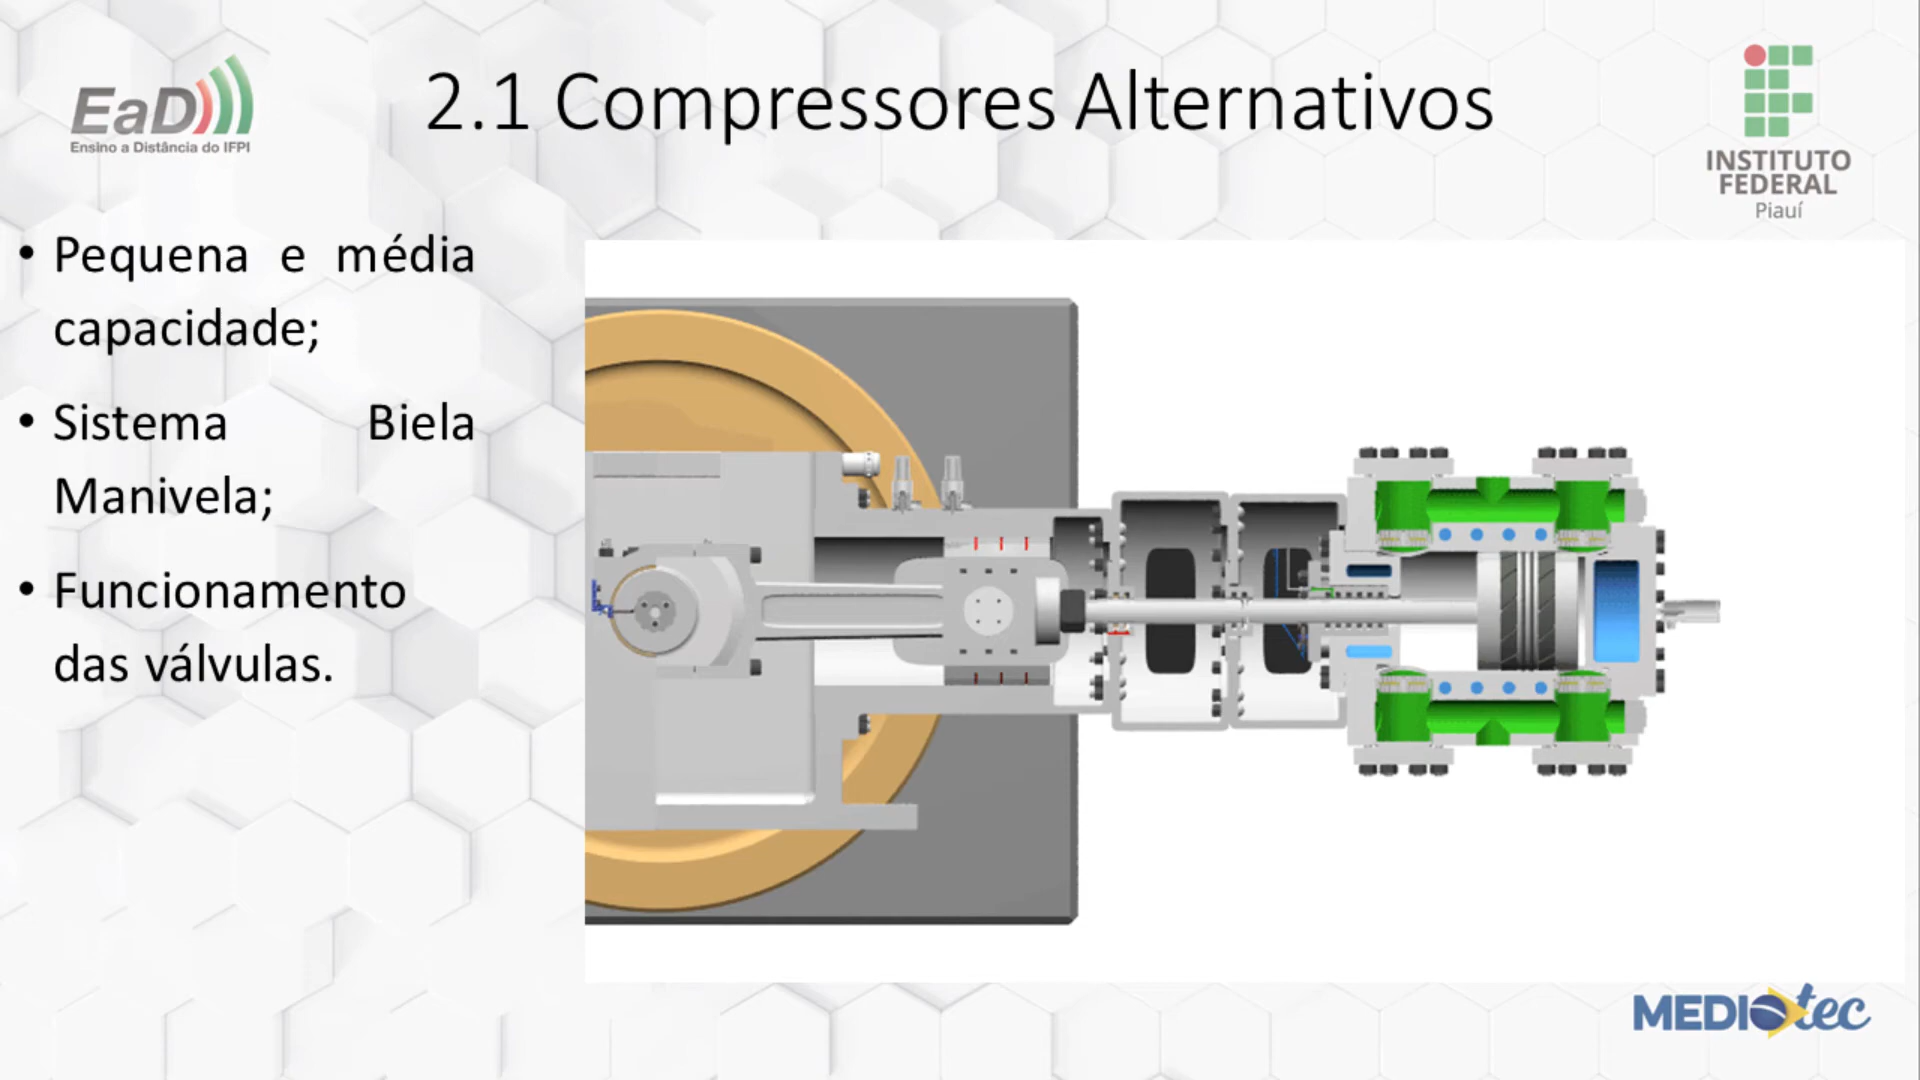 EaD
Ensino a Distância do IFPI
2.1 Compressores Alternativos
INSTITUTO
FEDERAL
Piauí
• Pequena e média
capacidade;
• Sistema Biela
Manivela;
• Funcionamento
das válvulas.
MEDIOtec